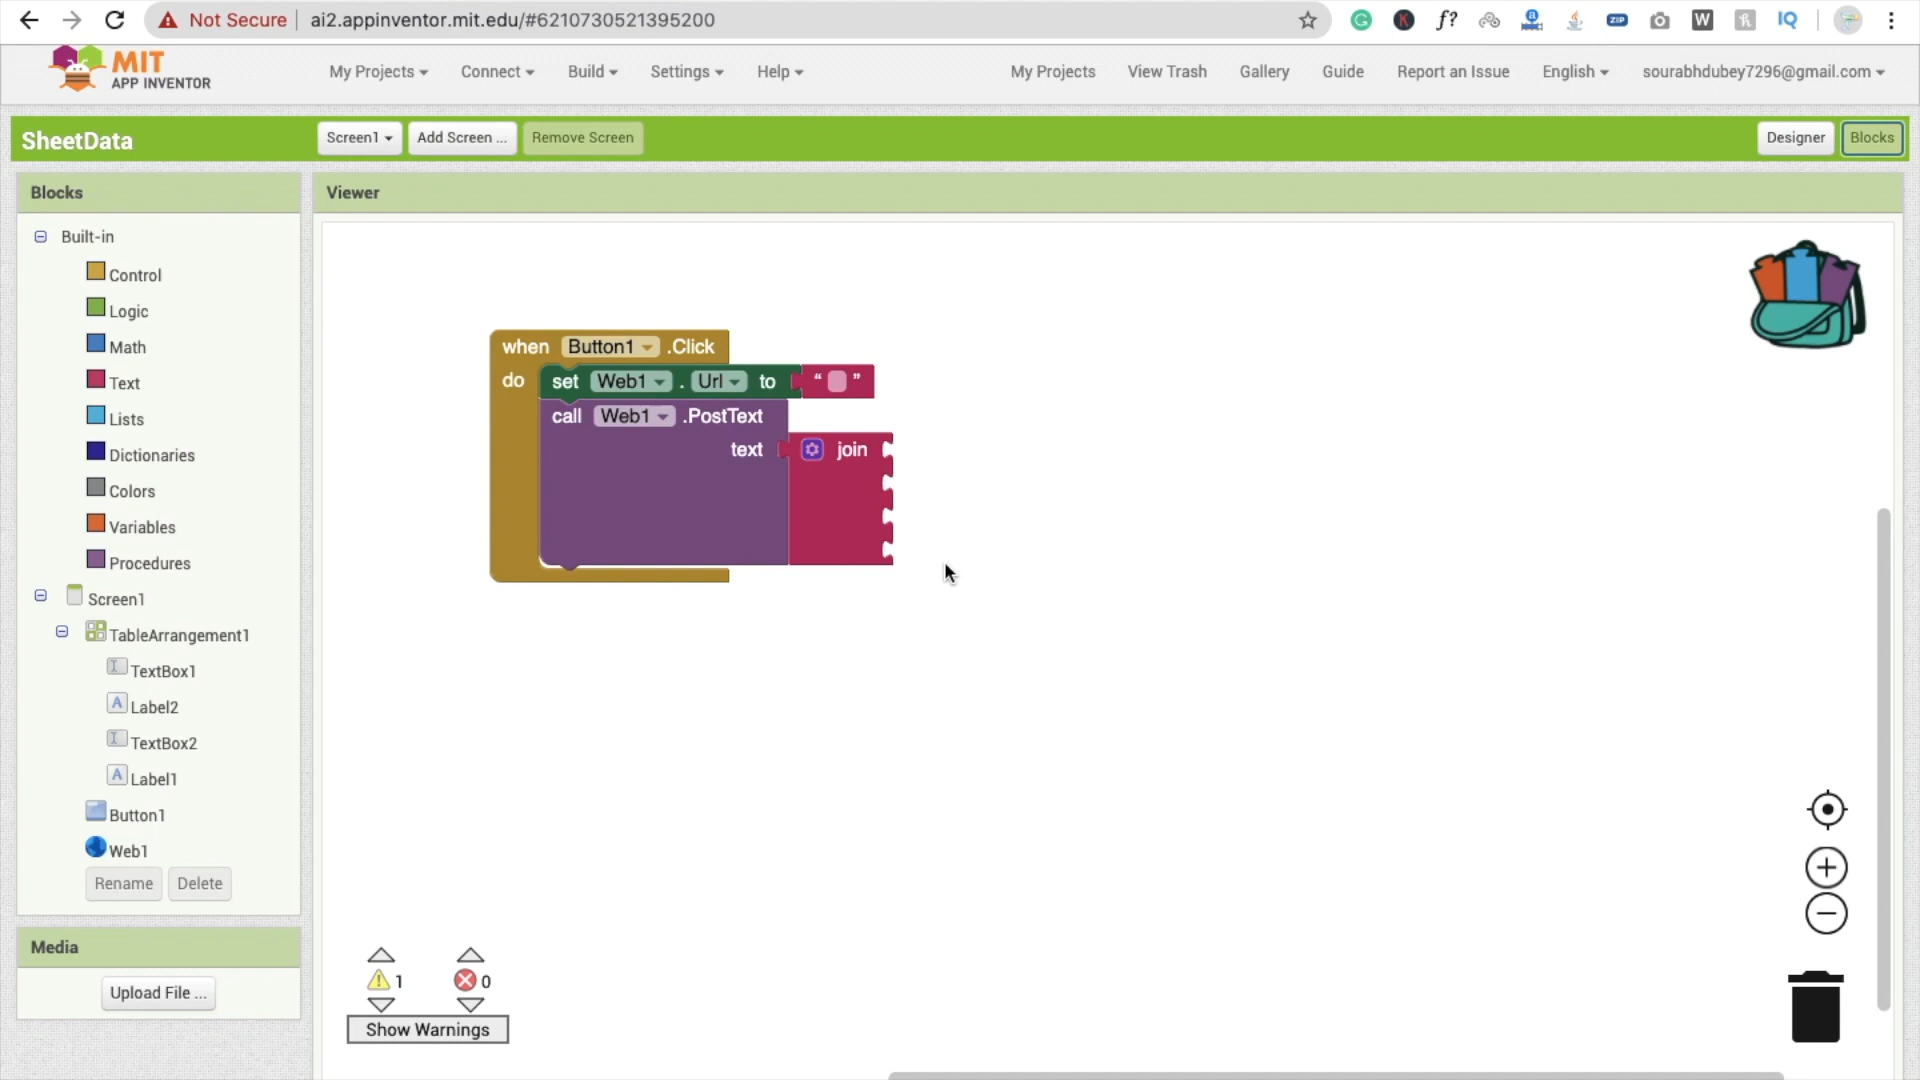 Not Secure ai2.appinventor.mit.edu/#6210730521395200
f? ZIP W IQ
MIT
APP INVENTOR
My Projects Connect Build Settings Help My Projects View Trash Gallery Guide Report an Issue English sourabhdubey7296@gmail.com
SheetData Screen1 Add Screen ... Remove Screen Designer Blocks
Blocks
Viewer
Built-in
Control
Logic
Math
Text
Lists
Dictionaries
Colors
Variables
Procedures
Screen1
TableArrangement1
TextBox1
Label2
TextBox2
Label1
Button1
Web1
Rename Delete
Media
Upload File ...
when Button1 .Click
do set Web1 . Url to “ ”
call Web1 .PostText
text join
1 0
Show Warnings